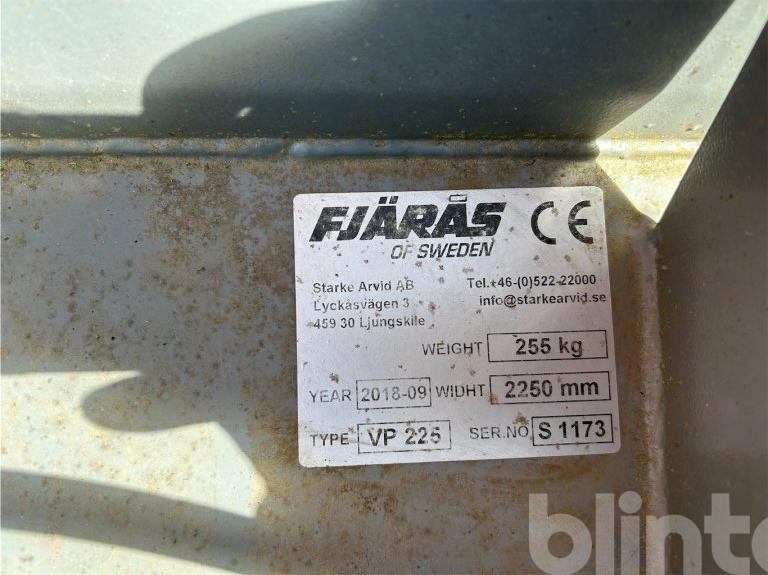 FJÄRÅS CE
OF SWEDEN
Starke Arvid AB Tel.+46-(0)522-22000
Lyckåsvägen 3 info@starkearvid.se
459 30 Ljungskile
WEIGHT 255 kg
YEAR 2018-09 WIDHT 2250 mm
TYPE VP 225 SER.NO S 1173
blinto